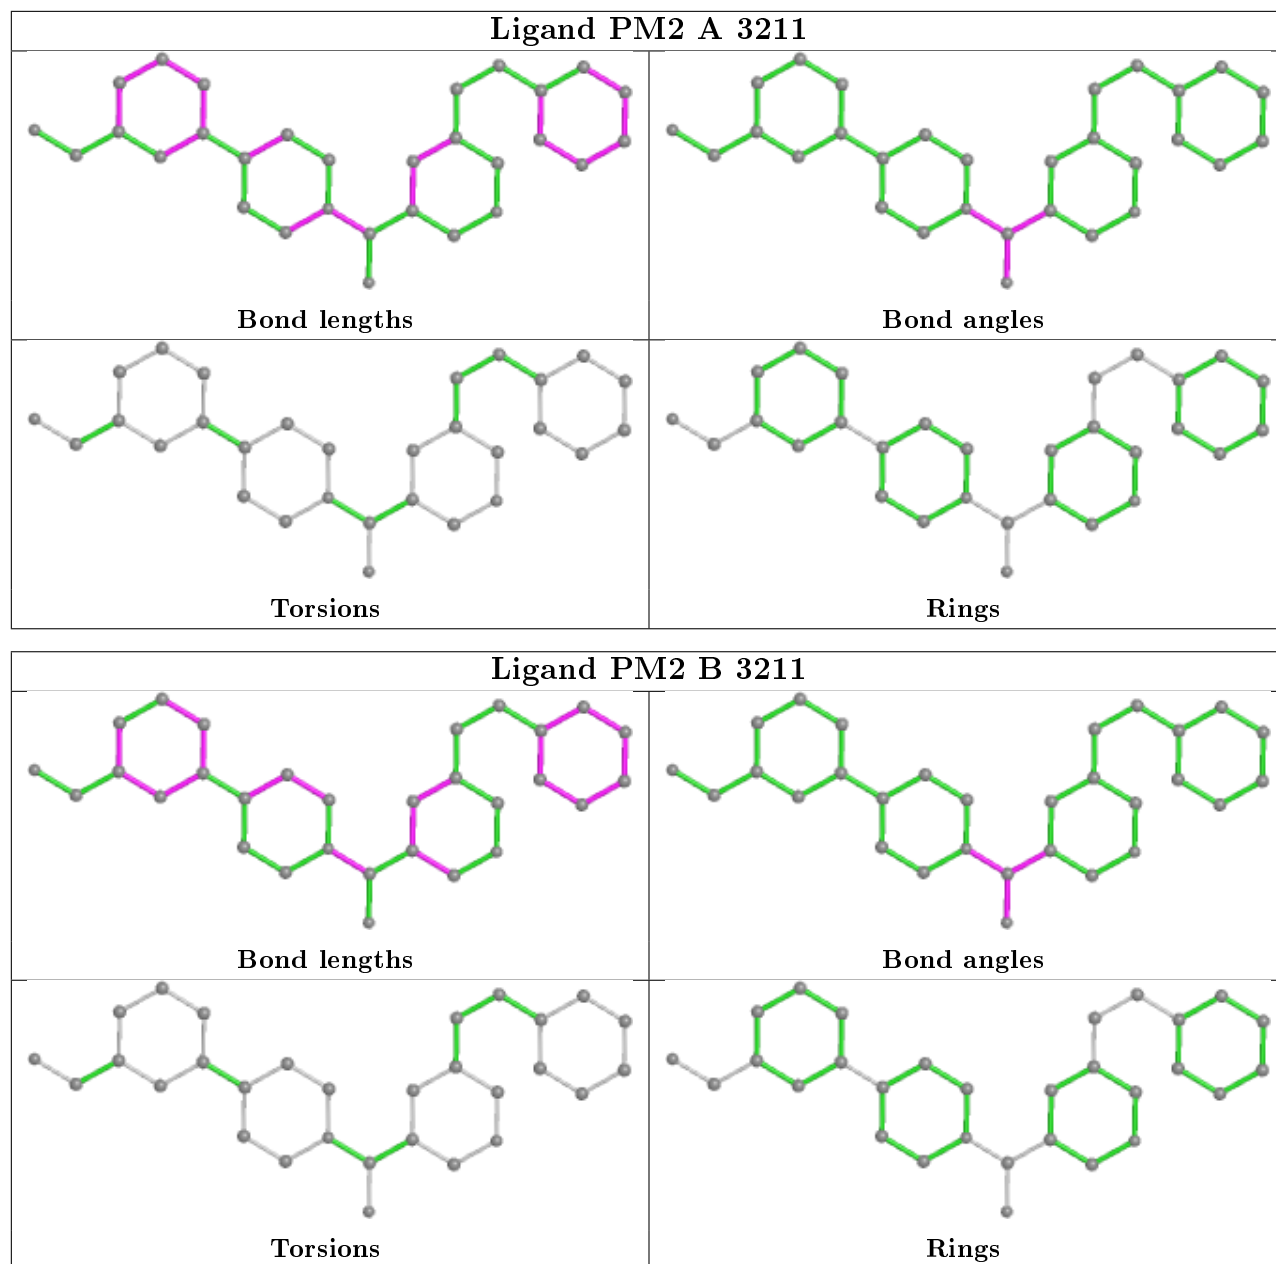 Ligand PM2 A 3211
Bond lengths
Bond angles
Torsions
Rings
Ligand PM2 B 3211
Bond lengths
Bond angles
Torsions
Rings